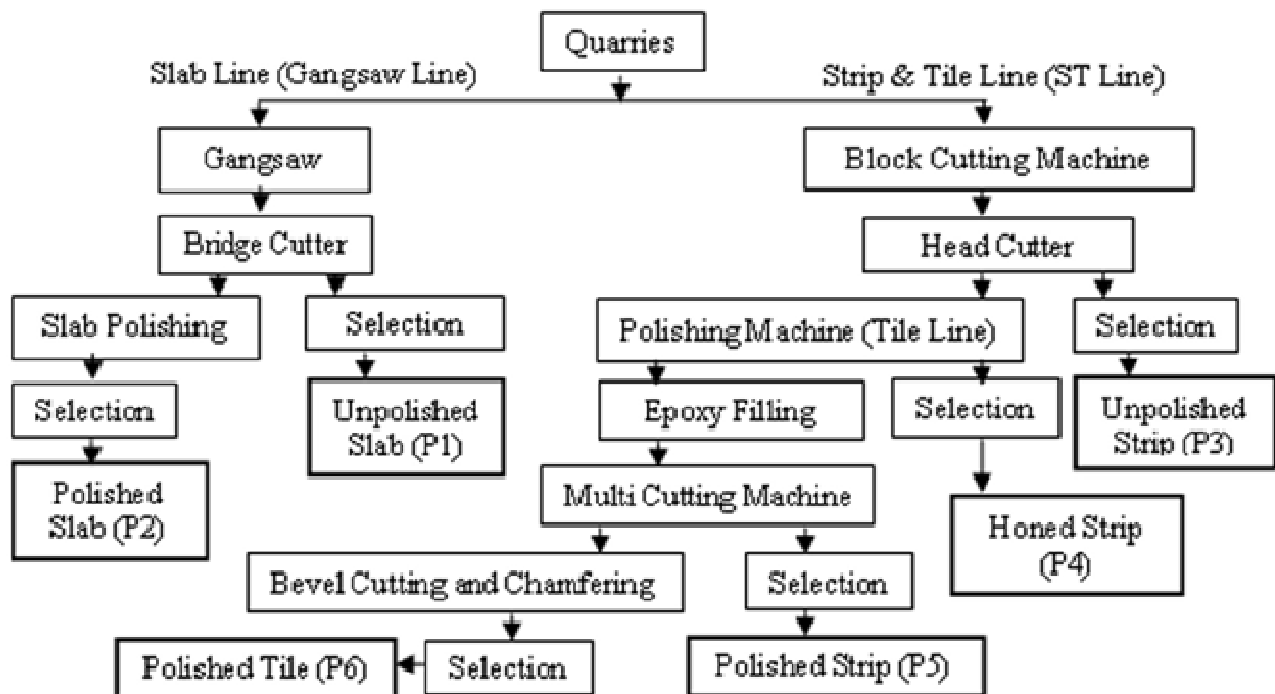 Quarries
Slab Line (Gangsaw Line)
Strip & Tile Line (ST Line)
Gangsaw
Block Cutting Machine
Bridge Cutter
Head Cutter
Slab Polishing
Selection
Polishing Machine (Tile Line)
Selection
Selection
Unpolished
Slab (P1)
Epoxy Filling
Selection
Unpolished
Strip (P3)
Polished
Slab (P2)
Multi Cutting Machine
Honed Strip
(P4)
Bevel Cutting and Chamfering
Selection
Polished Tile (P6)
Selection
Polished Strip (P5)